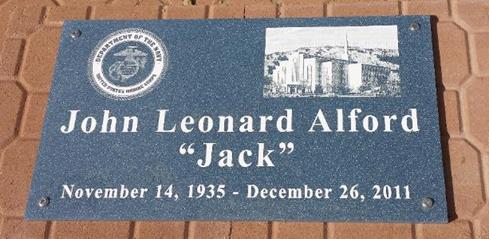 DEPARTMENT OF THE NAVY
UNITED STATES MARINE CORPS
John Leonard Alford
“Jack”
November 14, 1935 - December 26, 2011